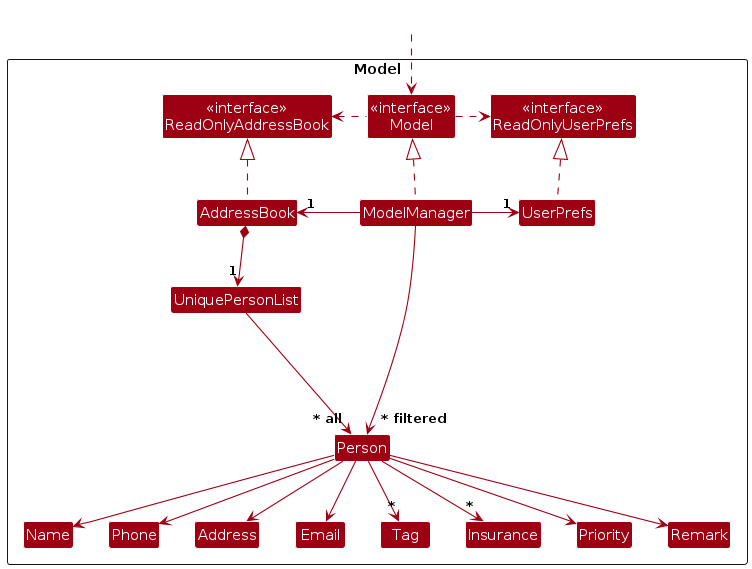 Model
«interface»
ReadOnlyAddressBook
«interface»
Model
«interface»
ReadOnlyUserPrefs
1
1
AddressBook
ModelManager
UserPrefs
1
UniquePersonList
* all
* filtered
Person
*
*
Name
Phone
Address
Email
Tag
Insurance
Priority
Remark